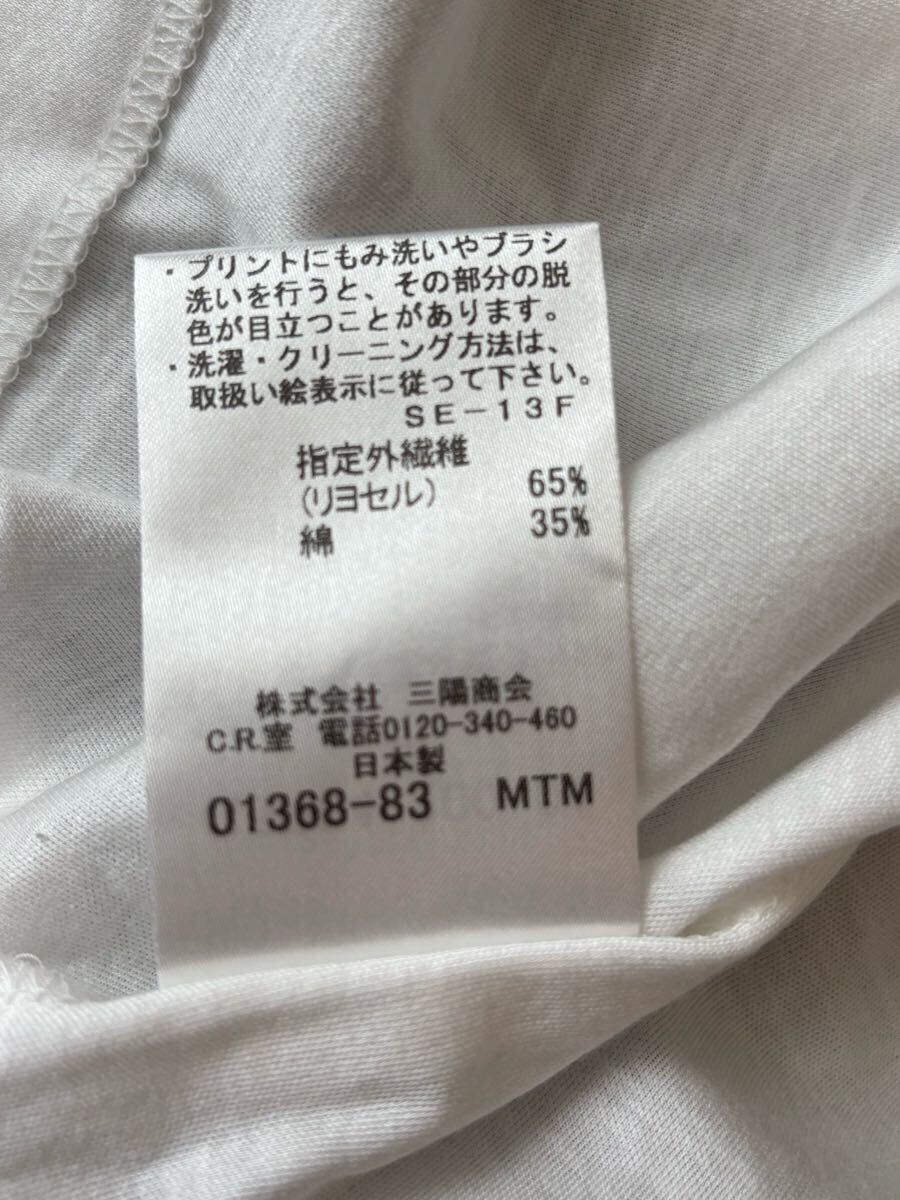 ・プリントにもみ洗いやブラシ
洗いを行うと、その部分の脱
色が目立つことがあります。
・洗濯・クリーニング方法は、
取扱い絵表示に従って下さい。
SE-13F
指定外繊維
(リヨセル) 65%
綿 35%
株式会社 三陽商会
C.R.室 電話0120-340-460
日本製
01368-83 MTM